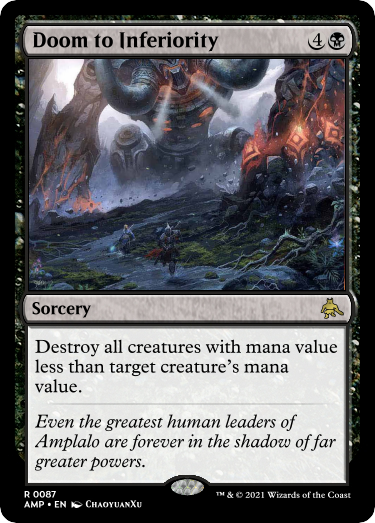 Doom to Inferiority 4
Sorcery
Destroy all creatures with mana value
less than target creature's mana
value.
Even the greatest human leaders of
Amplalo are forever in the shadow of far
greater powers.
R 0087
AMP • EN ChaoyuanXu
™ & © 2021 Wizards of the Coast